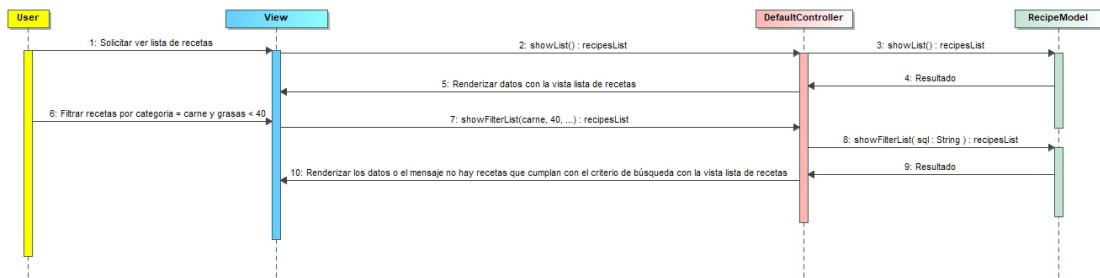 User
View
DefaultController
RecipeModel
1: Solicitar ver lista de recetas
2: showList() : recipesList
3: showList() : recipesList
4: Resultado
5: Renderizar datos con la vista lista de recetas
6: Filtrar recetas por categoria = carne y grasas < 40
7: showFilterList(carne, 40, ...) : recipesList
8: showFilterList( sql : String ) : recipesList
9: Resultado
10: Renderizar los datos o el mensaje no hay recetas que cumplan con el criterio de búsqueda con la vista lista de recetas